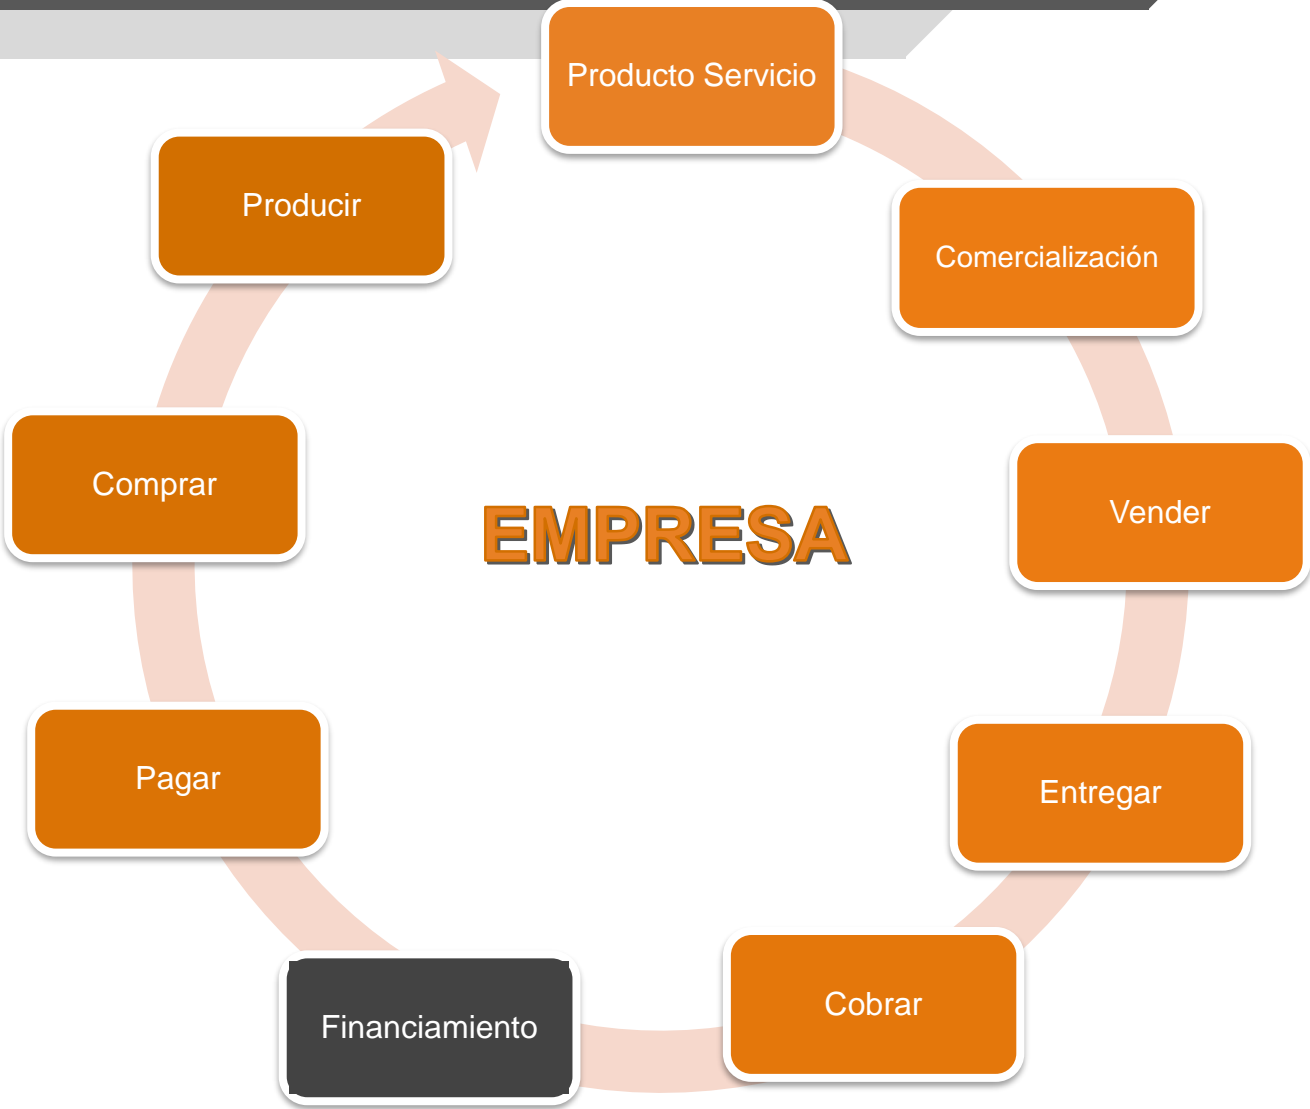 Producto Servicio
Comercialización
Vender
Entregar
Cobrar
Financiamiento
Pagar
Comprar
Producir
EMPRESA